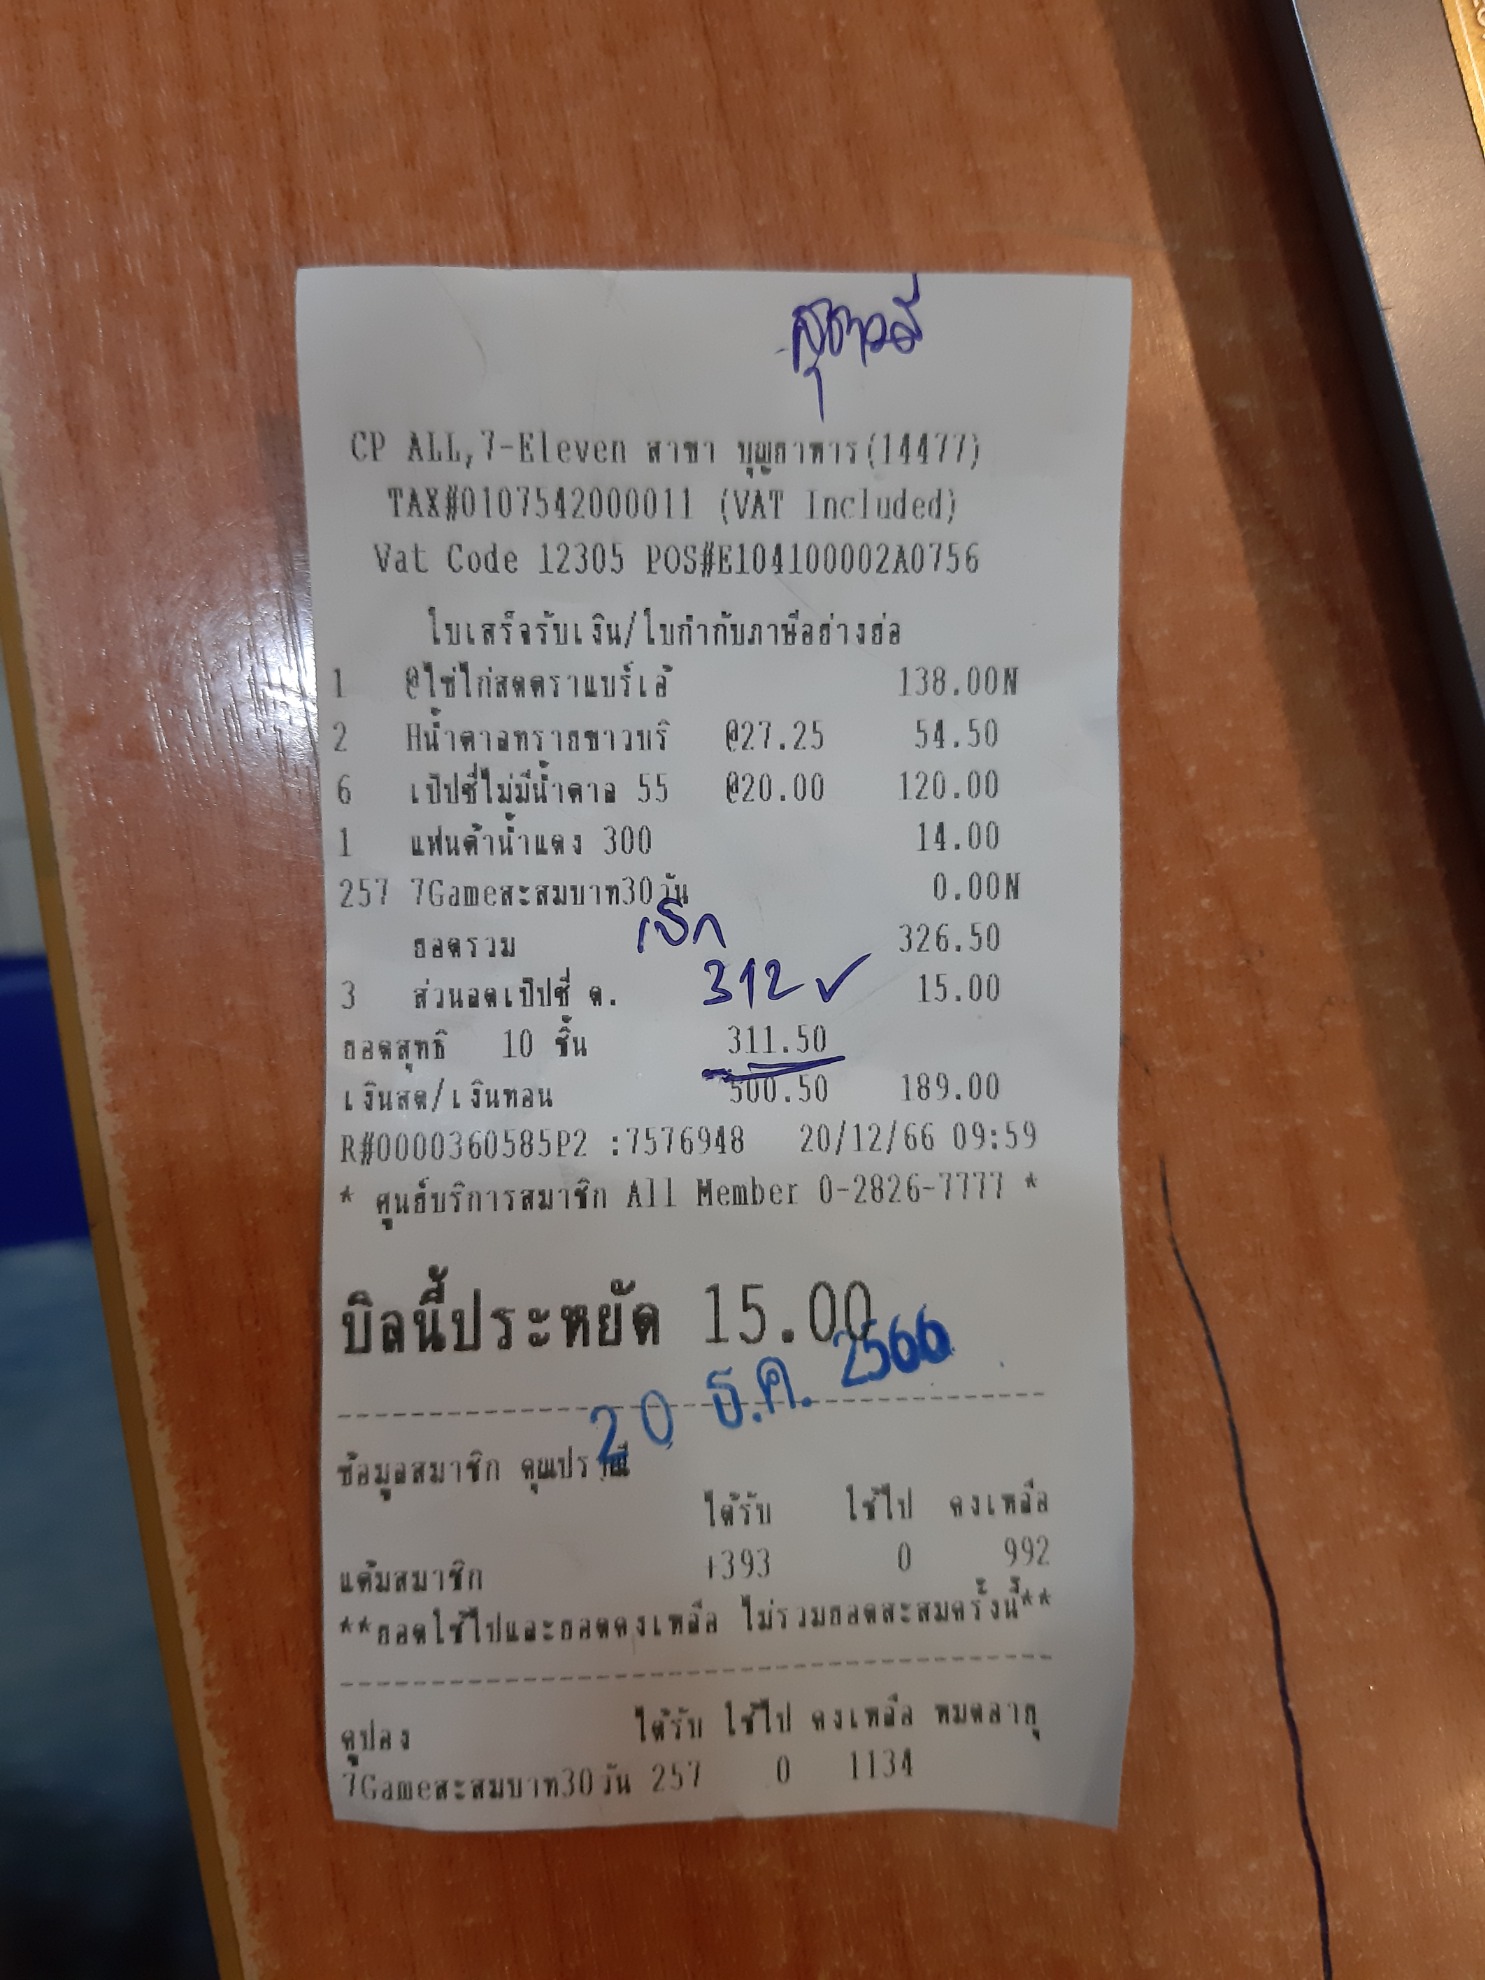 สุชาวลี
CP ALL,7-Eleven สาขา บุญยาหาร(14477)
TAX#0107542000011 (VAT Included)
Vat Code 12305 POS#E104100002A0756
ใบเสร็จรับเงิน/ใบกำกับภาษีอย่างย่อ
1 @ไข่ไก่สดตราแบร์เล้ 138.00N
2 Hน้ำตาลทรายขาวบริ @27.25 54.50
6 เป๊ปซี่ไม่มีน้ำตาล 55 @20.00 120.00
1 แฟนต้าน้ำแดง 300 14.00
257 7Gameสะสมบาท30วัน 0.00N
ยอดรวม เบิก 326.50
3 ส่วนลดเป๊ปซี่ ต. 312 ✓ 15.00
ยอดสุทธิ 10 ชิ้น 311.50
เงินสด/เงินทอน 500.50 189.00
R#0000360585P2 :7576948 20/12/66 09:59
* ศูนย์บริการสมาชิก All Member 0-2826-7777 *
บิลนี้ประหยัด 15.00
20 ธ.ค. 2566
ข้อมูลสมาชิก คุณปราณี
ได้รับ ใช้ไป คงเหลือ
แต้มสมาชิก +393 0 992
**ยอดใช้ไปและยอดคงเหลือ ไม่รวมยอดสะสมครั้งนี้**
คูปอง ได้รับ ใช้ไป คงเหลือ หมดอายุ
7Gameสะสมบาท30วัน 257 0 1134